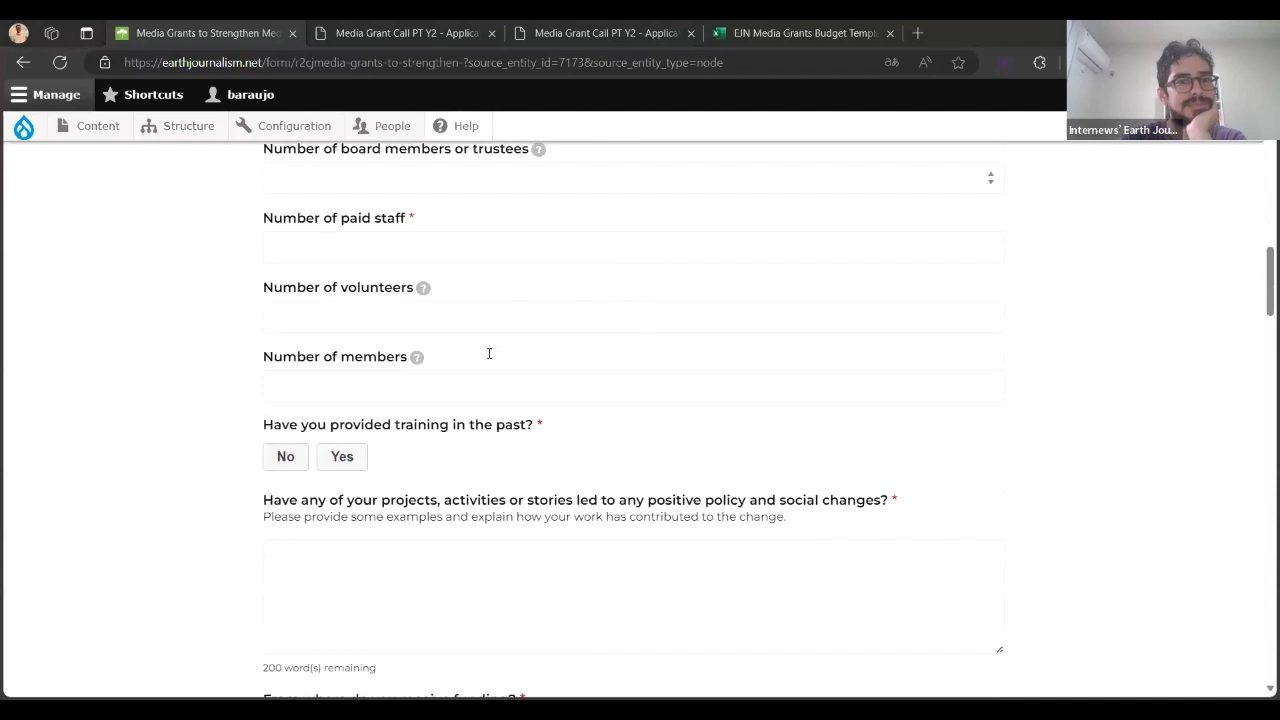 Media Grants to Strengthen Mec
Media Grant Call PT Y2 - Applica
Media Grant Call PT Y2 - Applicat
EJN Media Grants Budget Templ
https://earthjournalism.net/form/r2cjmedia-grants-to-strengthen-?source_entity_id=7173&source_entity_type=node
Manage
Shortcuts
baraujo
Internews' Earth Jou...
Content
Structure
Configuration
People
Help
Number of board members or trustees ?
Number of paid staff *
Number of volunteers ?
Number of members ?
Have you provided training in the past? *
No Yes
Have any of your projects, activities or stories led to any positive policy and social changes? *
Please provide some examples and explain how your work has contributed to the change.
200 word(s) remaining